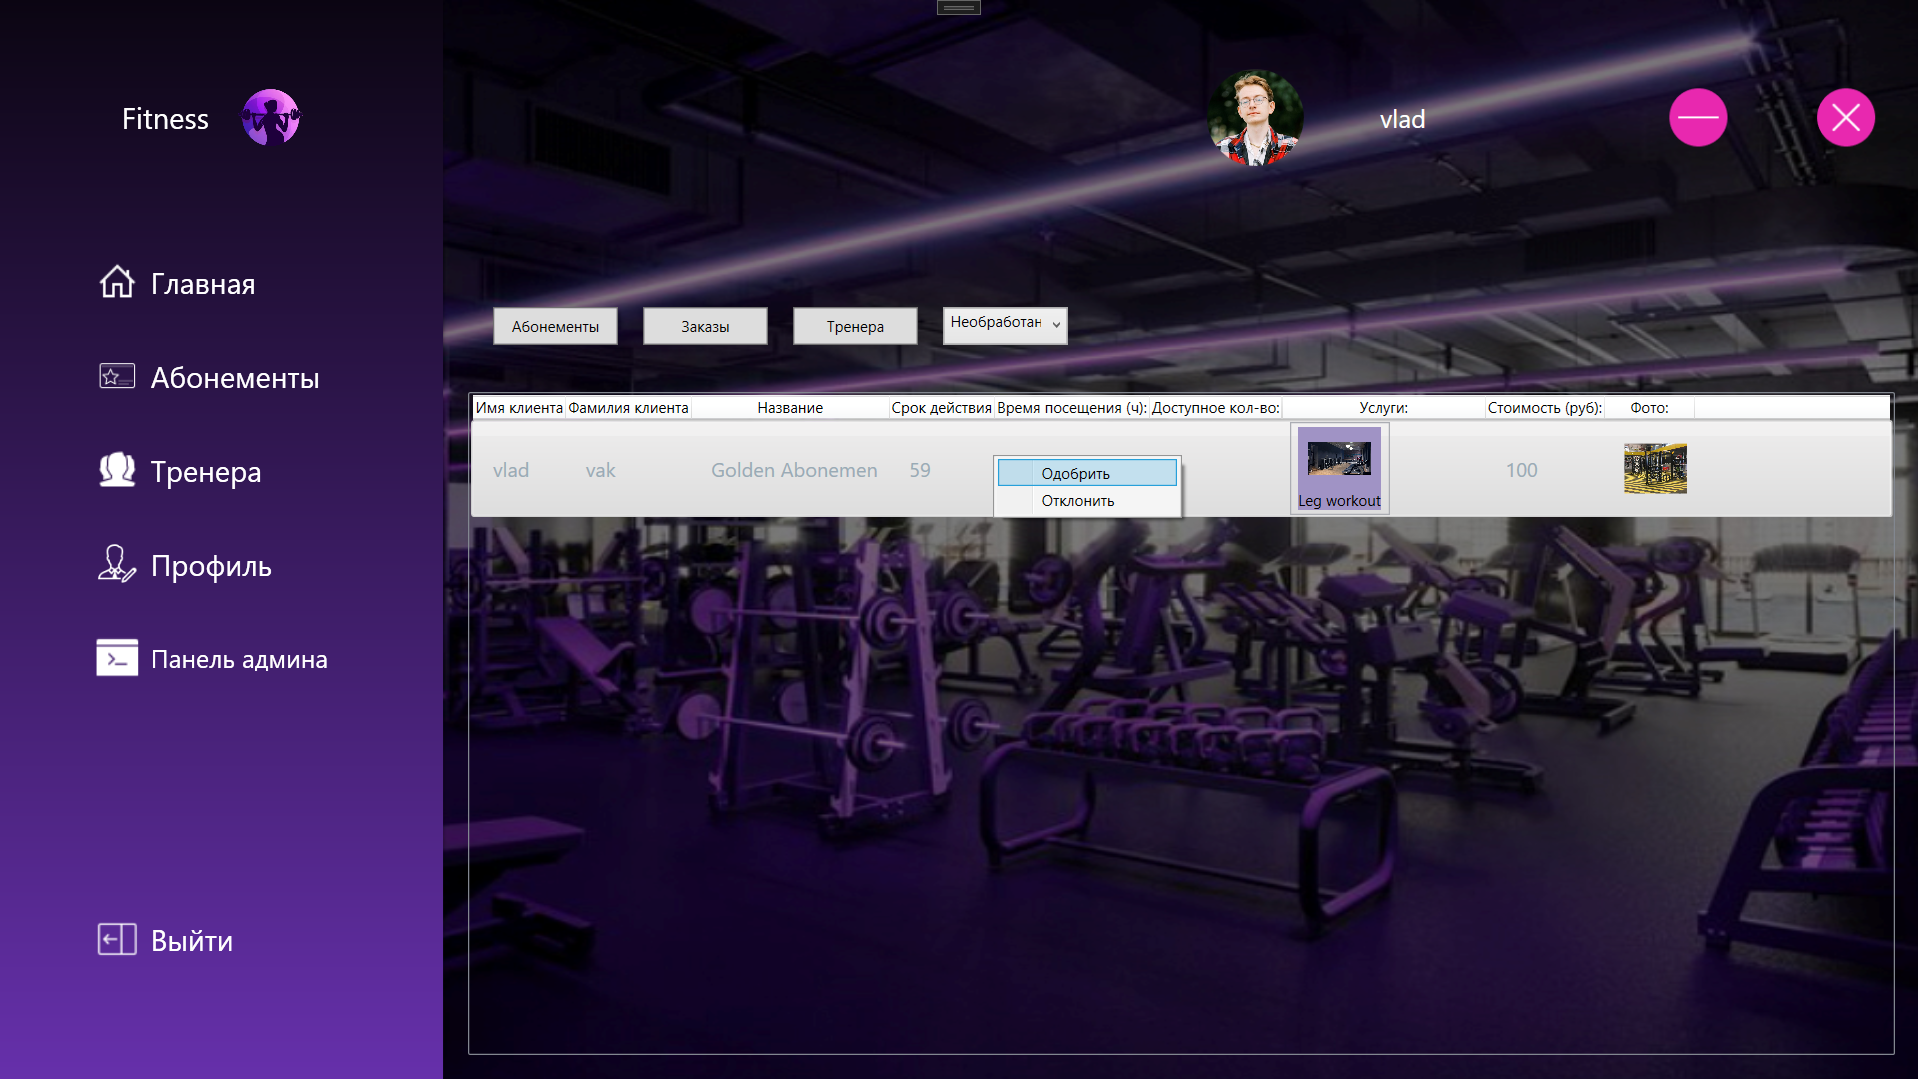 Fitness
vlad
Главная
Абонементы
Тренера
Профиль
Панель админа
Выйти
Абонементы Заказы Тренера Необработан
Имя клиента Фамилия клиента Название Срок действия Время посещения (ч): Доступное кол-во: Услуги: Стоимость (руб): Фото:
vlad vak Golden Abonemen 59 Leg workout 100
Одобрить
Отклонить